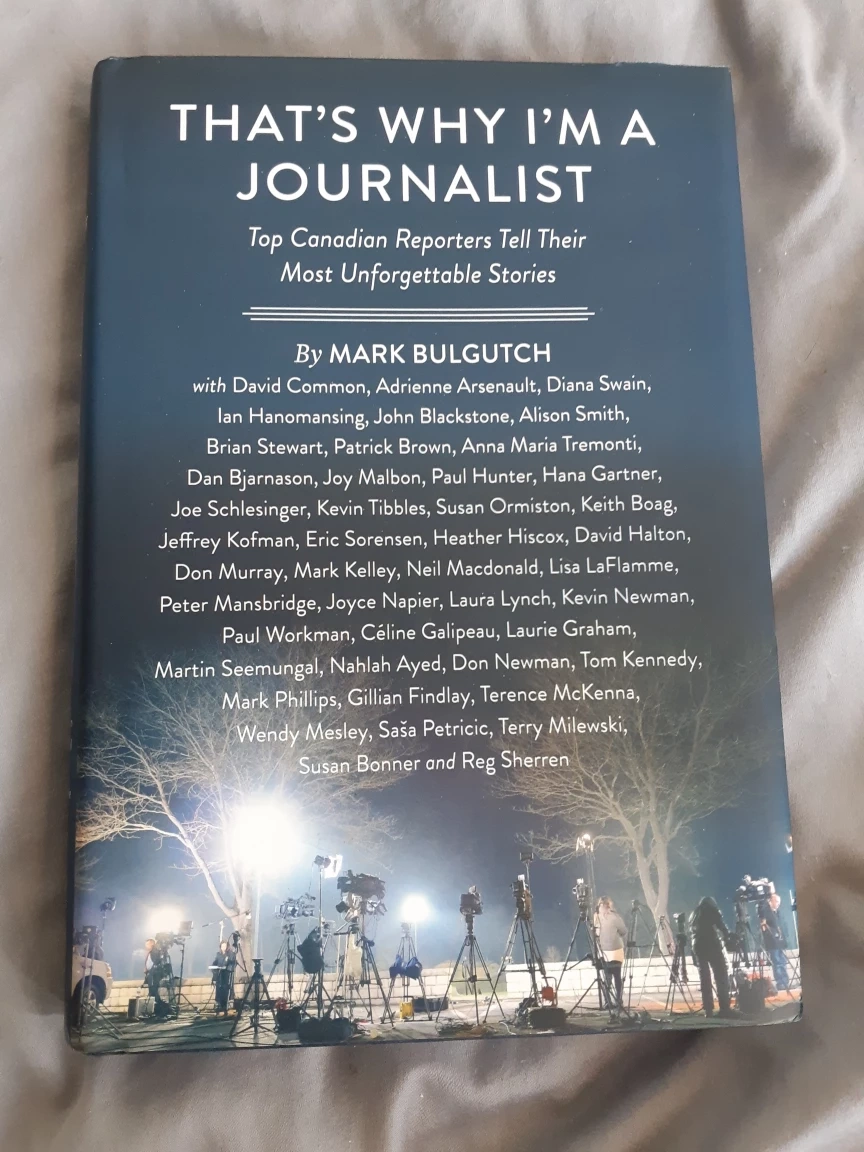 THAT'S WHY I'M A
JOURNALIST
Top Canadian Reporters Tell Their
Most Unforgettable Stories
By MARK BULGUTCH
with David Common, Adrienne Arsenault, Diana Swain,
Ian Hanomansing, John Blackstone, Alison Smith,
Brian Stewart, Patrick Brown, Anna Maria Tremonti,
Dan Bjarnason, Joy Malbon, Paul Hunter, Hana Gartner,
Joe Schlesinger, Kevin Tibbles, Susan Ormiston, Keith Boag,
Jeffrey Kofman, Eric Sorensen, Heather Hiscox, David Halton,
Don Murray, Mark Kelley, Neil Macdonald, Lisa LaFlamme,
Peter Mansbridge, Joyce Napier, Laura Lynch, Kevin Newman,
Paul Workman, Céline Galipeau, Laurie Graham,
Martin Seemungal, Nahlah Ayed, Don Newman, Tom Kennedy,
Mark Phillips, Gillian Findlay, Terence McKenna,
Wendy Mesley, Saša Petricic, Terry Milewski,
Susan Bonner and Reg Sherren